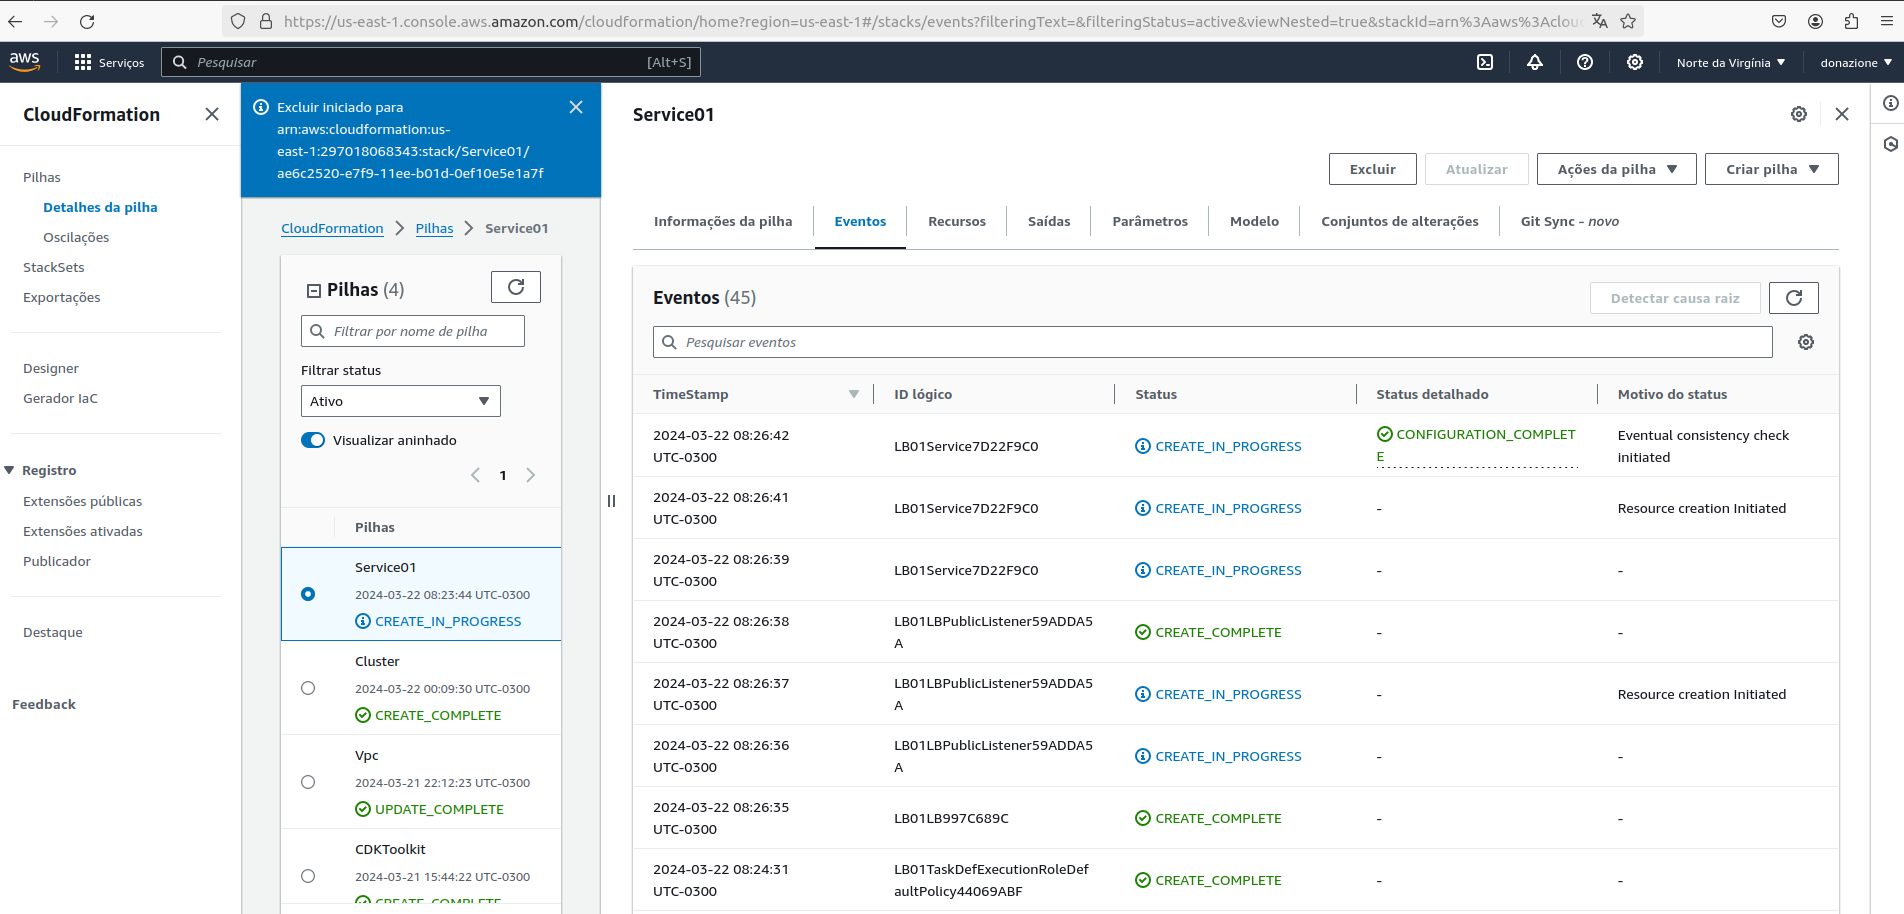 https://us-east-1.console.aws.amazon.com/cloudformation/home?region=us-east-1#/stacks/events?filteringText=&filteringStatus=active&viewNested=true&stackId=arn%3Aaws%3Aclou
aws
Serviços
Pesquisar
[Alt+S]
Norte da Virgínia
donazione
CloudFormation
Pilhas
Detalhes da pilha
Oscilações
StackSets
Exportações
Designer
Gerador IaC
Registro
Extensões públicas
Extensões ativadas
Publicador
Destaque
Feedback
Excluir iniciado para
arn:aws:cloudformation:us-
east-1:297018068343:stack/Service01/
ae6c2520-e7f9-11ee-b01d-0ef10e5e1a7f
CloudFormation
Pilhas
Service01
Pilhas (4)
Filtrar por nome de pilha
Filtrar status
Ativo
Visualizar aninhado
1
Pilhas
Service01
2024-03-22 08:23:44 UTC-0300
CREATE_IN_PROGRESS
Cluster
2024-03-22 00:09:30 UTC-0300
CREATE_COMPLETE
Vpc
2024-03-21 22:12:23 UTC-0300
UPDATE_COMPLETE
CDKToolkit
2024-03-21 15:44:22 UTC-0300
CREATE_COMPLETE
Service01
Excluir
Atualizar
Ações da pilha
Criar pilha
Informações da pilha
Eventos
Recursos
Saídas
Parâmetros
Modelo
Conjuntos de alterações
Git Sync - novo
Eventos (45)
Detectar causa raiz
Pesquisar eventos
TimeStamp
ID lógico
Status
Status detalhado
Motivo do status
2024-03-22 08:26:42
UTC-0300
LB01Service7D22F9C0
CREATE_IN_PROGRESS
CONFIGURATION_COMPLET
E
Eventual consistency check
initiated
2024-03-22 08:26:41
UTC-0300
LB01Service7D22F9C0
CREATE_IN_PROGRESS
-
Resource creation Initiated
2024-03-22 08:26:39
UTC-0300
LB01Service7D22F9C0
CREATE_IN_PROGRESS
-
-
2024-03-22 08:26:38
UTC-0300
LB01LBPublicListener59ADDA5
A
CREATE_COMPLETE
-
-
2024-03-22 08:26:37
UTC-0300
LB01LBPublicListener59ADDA5
A
CREATE_IN_PROGRESS
-
Resource creation Initiated
2024-03-22 08:26:36
UTC-0300
LB01LBPublicListener59ADDA5
A
CREATE_IN_PROGRESS
-
-
2024-03-22 08:26:35
UTC-0300
LB01LB997C689C
CREATE_COMPLETE
-
-
2024-03-22 08:24:31
UTC-0300
LB01TaskDefExecutionRoleDef
aultPolicy44069ABF
CREATE_COMPLETE
-
-